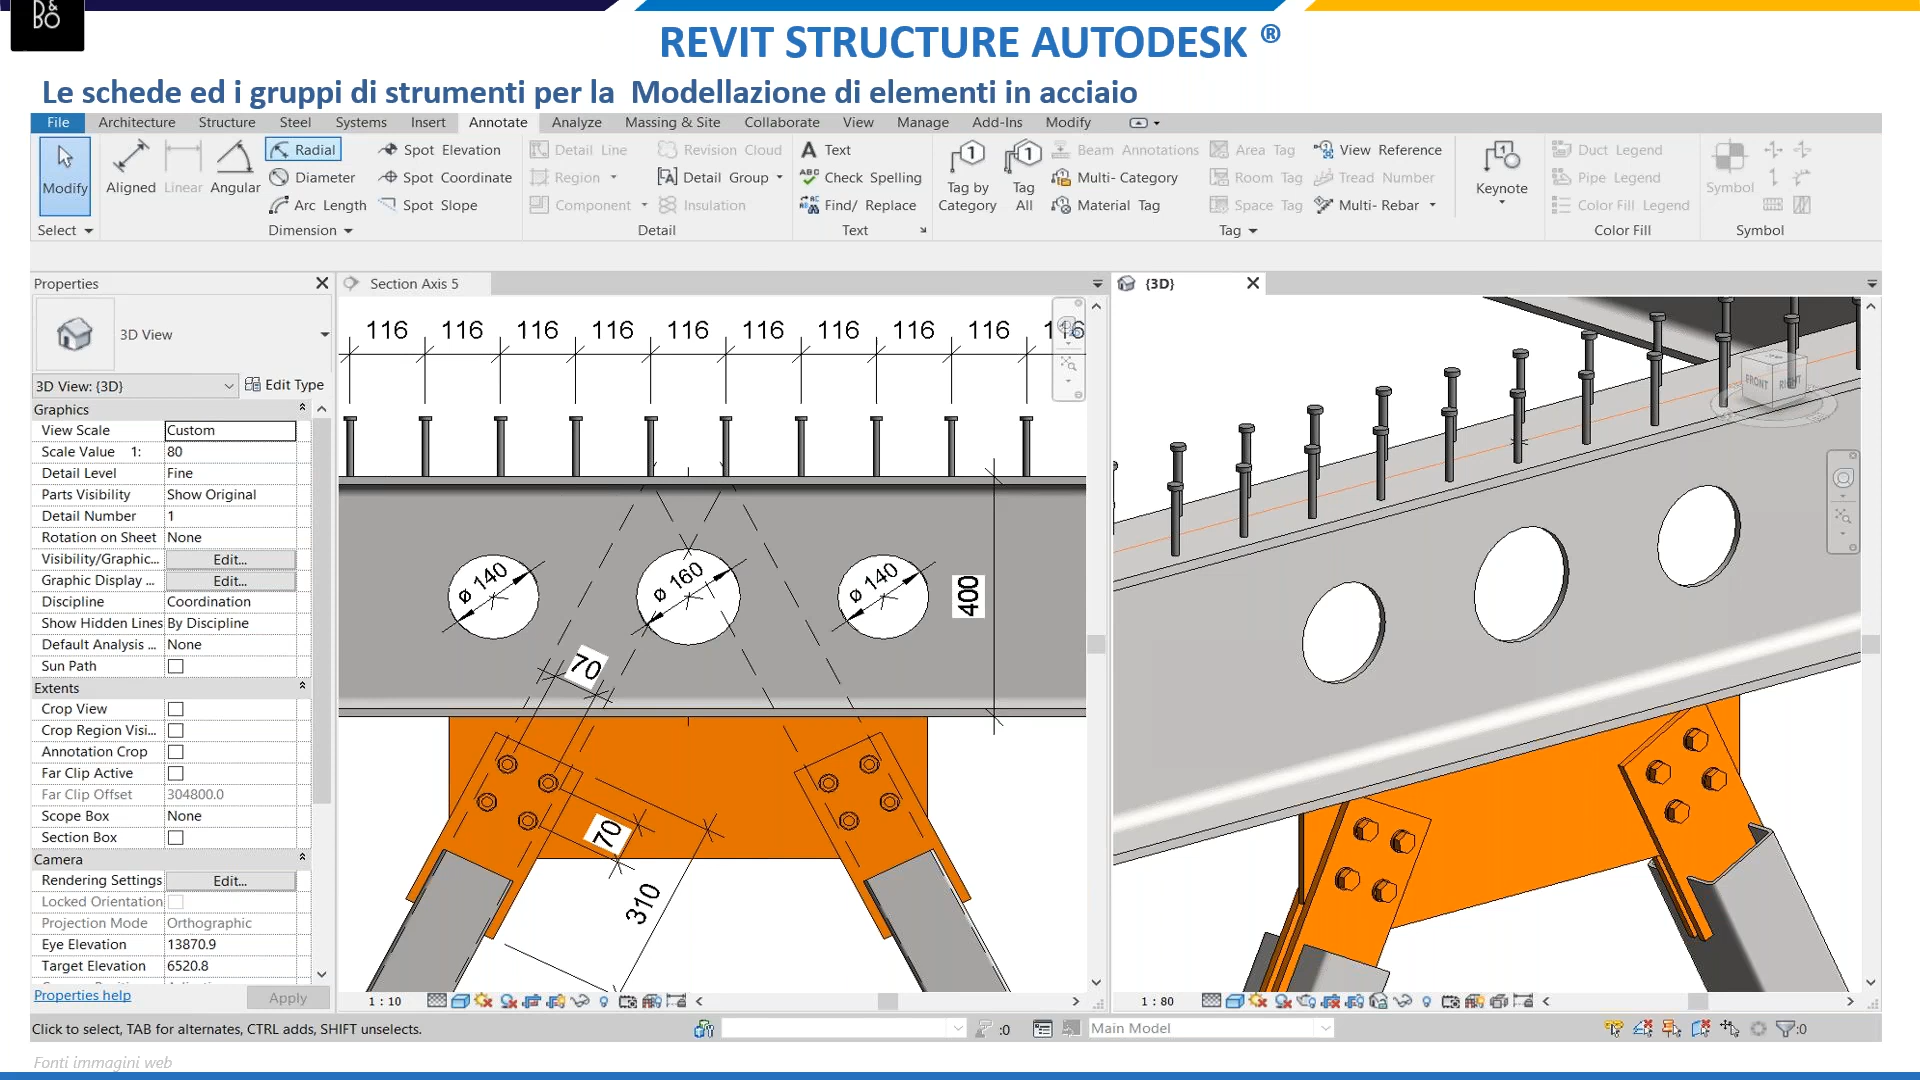 D&
BO
REVIT STRUCTURE AUTODESK ®
Le schede ed i gruppi di strumenti per la Modellazione di elementi in acciaio
File Architecture Structure Steel Systems Insert Annotate Analyze Massing & Site Collaborate View Manage Add-Ins Modify
Modify
Select
Aligned Linear Angular
Radial
Diameter
Arc Length
Spot Elevation
Spot Coordinate
Spot Slope
Dimension
Detail Line
Region
Component
Revision Cloud
Detail Group
Insulation
Detail
Text
Check Spelling
Find/ Replace
Text
Tag by
Category
Tag
All
Beam Annotations
Multi- Category
Material Tag
Area Tag
Room Tag
Space Tag
View Reference
Tread Number
Multi- Rebar
Tag
Keynote
Duct Legend
Pipe Legend
Color Fill Legend
Color Fill
Symbol
Symbol
Properties
3D View
3D View: {3D} Edit Type
Graphics
View Scale Custom
Scale Value 1: 80
Detail Level Fine
Parts Visibility Show Original
Detail Number 1
Rotation on Sheet None
Visibility/Graphic... Edit...
Graphic Display ... Edit...
Discipline Coordination
Show Hidden Lines By Discipline
Default Analysis ... None
Sun Path
Extents
Crop View
Crop Region Visi...
Annotation Crop
Far Clip Active
Far Clip Offset 304800.0
Scope Box None
Section Box
Camera
Rendering Settings Edit...
Locked Orientation
Projection Mode Orthographic
Eye Elevation 13870.9
Target Elevation 6520.8
Properties help Apply
Section Axis 5
116 116 116 116 116 116 116 116 116 116
ø 140 ø 160 ø 140
400
70
70
310
1 : 10
{3D}
FRONT RIGHT
1 : 80
Click to select, TAB for alternates, CTRL adds, SHIFT unselects.
:0
Main Model
:0
Fonti immagini web